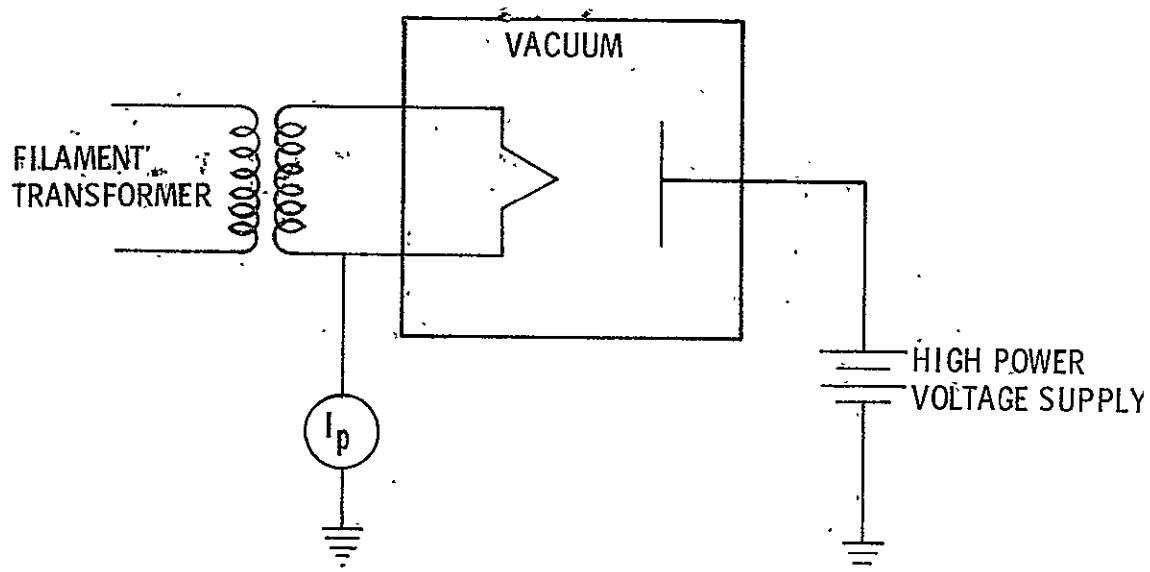 VACUUM
FILAMENT
TRANSFORMER
Ip
HIGH POWER
VOLTAGE SUPPLY